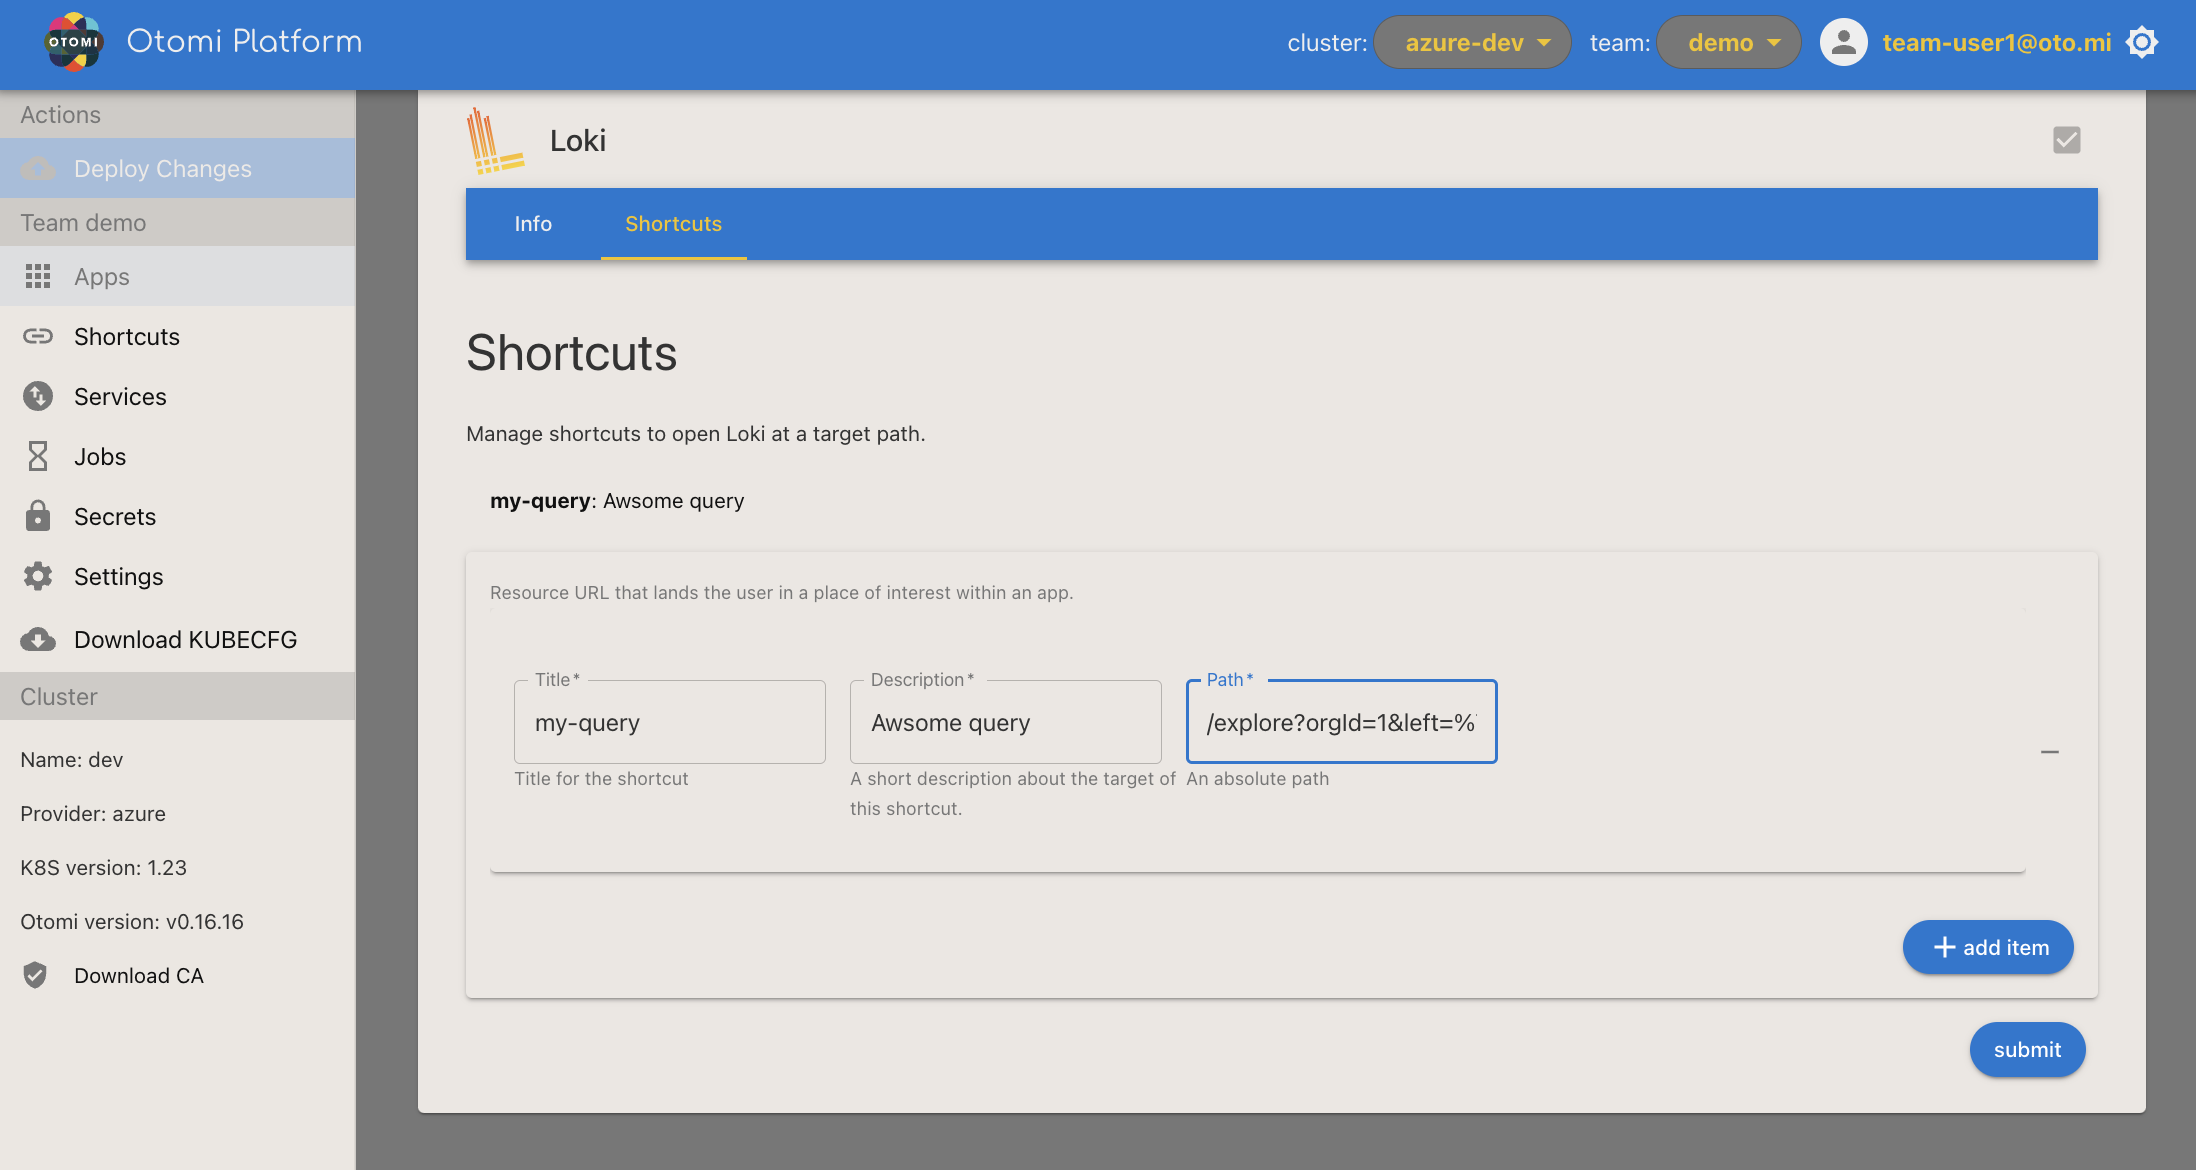 OTOMI Otomi Platform
cluster: azure-dev team: demo team-user1@oto.mi
Actions
Deploy Changes
Team demo
Apps
Shortcuts
Services
Jobs
Secrets
Settings
Download KUBECFG
Cluster
Name: dev
Provider: azure
K8S version: 1.23
Otomi version: v0.16.16
Download CA
Loki
Info Shortcuts
Shortcuts
Manage shortcuts to open Loki at a target path.
my-query: Awsome query
Resource URL that lands the user in a place of interest within an app.
Title* Description* Path*
my-query Awsome query /explore?orgId=1&left=%
Title for the shortcut A short description about the target of An absolute path
this shortcut.
add item
submit